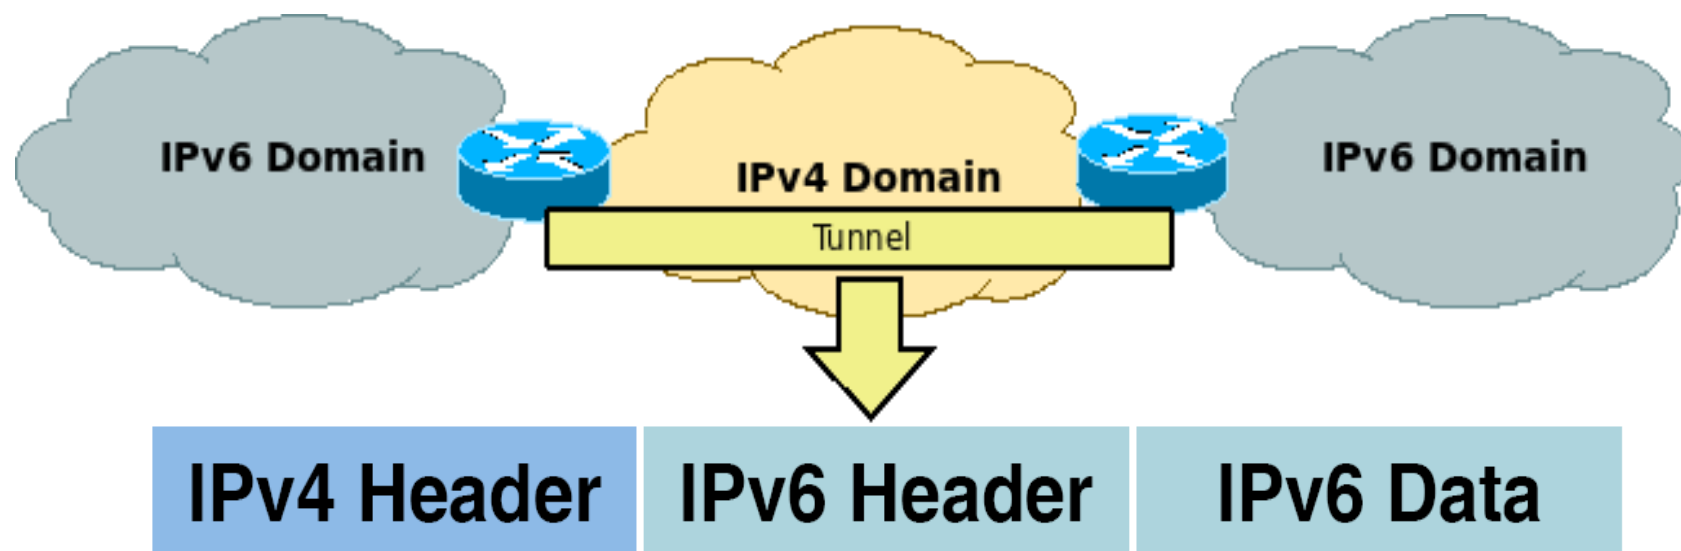 IPv6 Domain
IPv4 Domain
IPv6 Domain
Tunnel
IPv4 Header
IPv6 Header
IPv6 Data